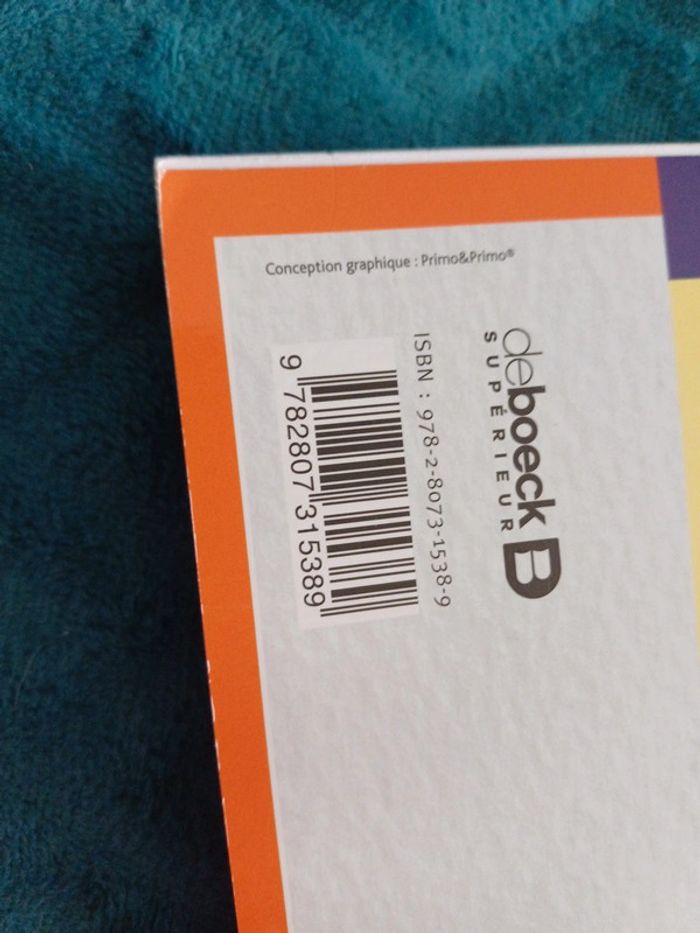 Conception graphique : Primo&Primo®
deboeck B
SUPÉRIEUR
ISBN : 978-2-8073-1538-9
9 782807 315389